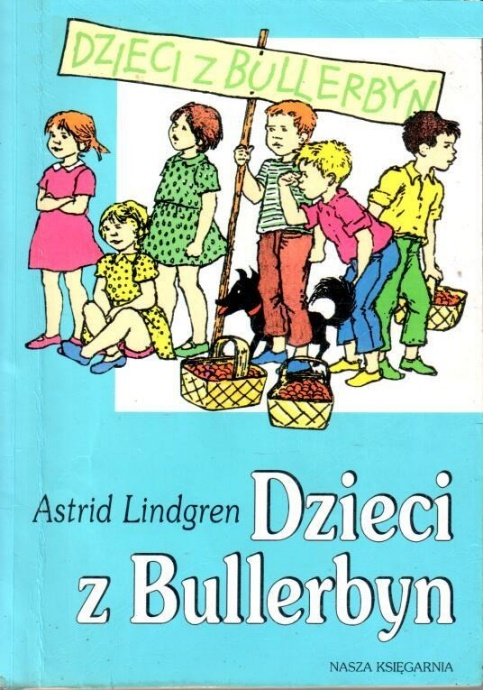 DZIECI Z BULLERBYN
Astrid Lindgren Dzieci
z Bullerbyn
NASZA KSIĘGARNIA